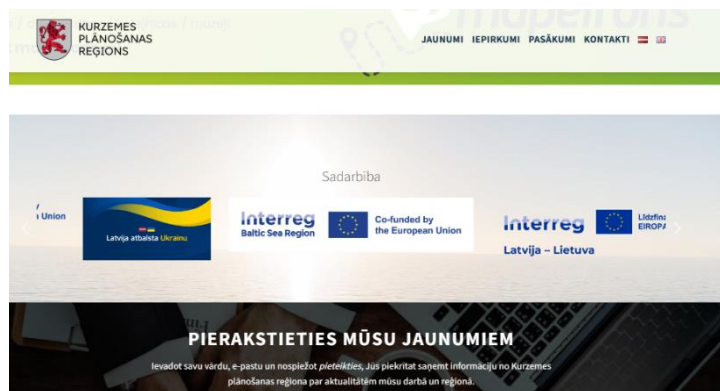 KURZEMES
PLĀNOŠANAS
REĢIONS
JAUNUMI IEPIRKUMI PASĀKUMI KONTAKTI
Sadarbība
Union
Latvija atbalsta Ukrainu
Interreg
Baltic Sea Region
Co-funded by
the European Union
Interreg
Latvija – Lietuva
PIERAKSTIETIES MŪSU JAUNUMIEM
Ievadot savu vārdu, e-pastu un nospiežot pieteikties, Jūs piekrītat saņemt informāciju no Kurzemes
plānošanas reģiona par aktualitātēm mūsu darbā un reģionā.